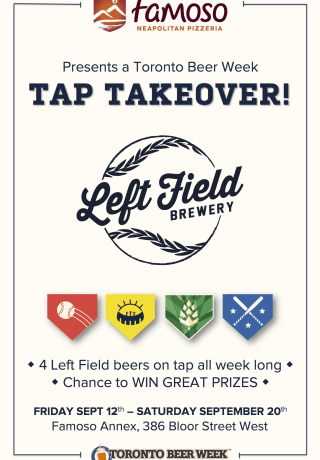 FAMOSO
NEAPOLITAN PIZZERIA
Presents a Toronto Beer Week
TAP TAKEOVER!
Left Field
BREWERY
4 Left Field beers on tap all week long
Chance to WIN GREAT PRIZES
FRIDAY SEPT 12th – SATURDAY SEPTEMBER 20th
Famoso Annex, 386 Bloor Street West
TORONTO BEER WEEK